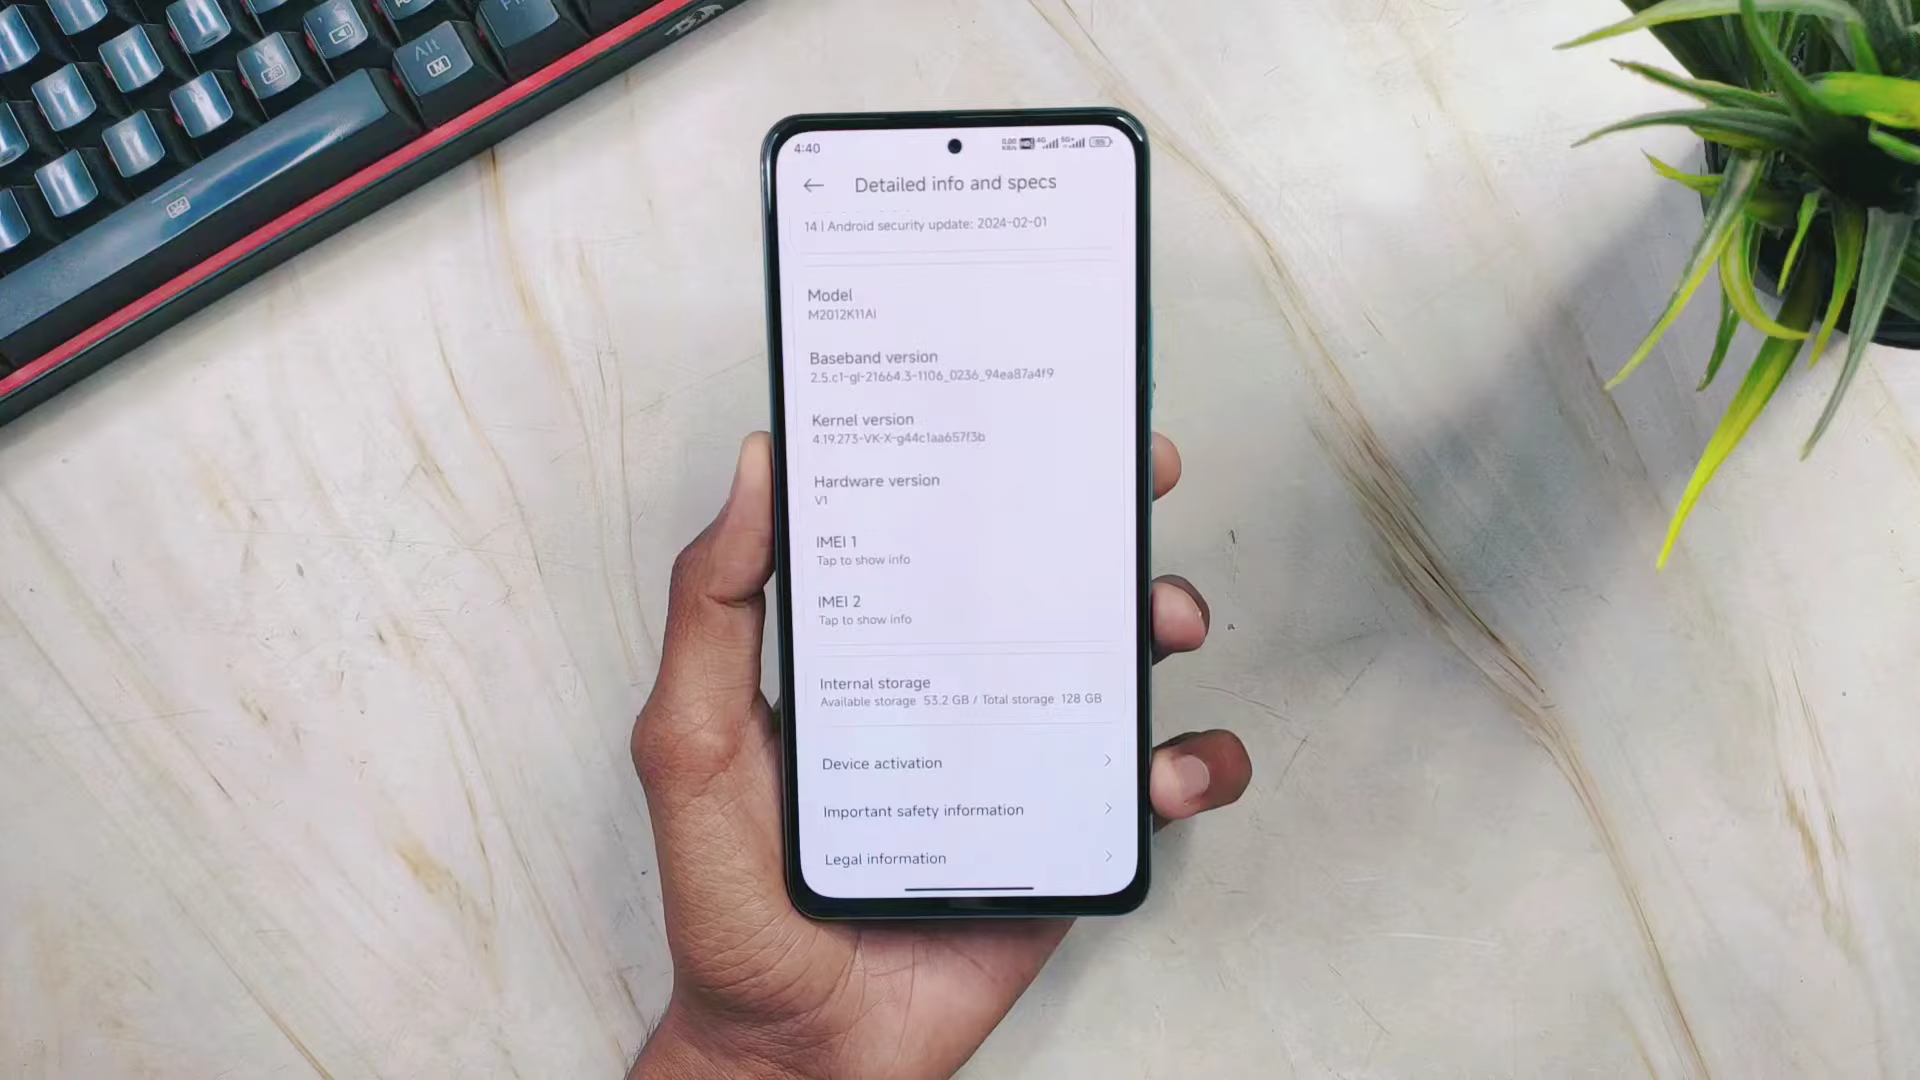 Alt
M
4:40
4G
5G+
Detailed info and specs
14 | Android security update: 2024-02-01
Model
M2012K11AI
Baseband version
2.5.c1-gl-21664.3-1106_0236_94ea87a4f9
Kernel version
4.19.273-VK-X-g44c1aa657f3b
Hardware version
V1
IMEI 1
Tap to show info
IMEI 2
Tap to show info
Internal storage
Available storage 53.2 GB / Total storage 128 GB
Device activation
Important safety information
Legal information